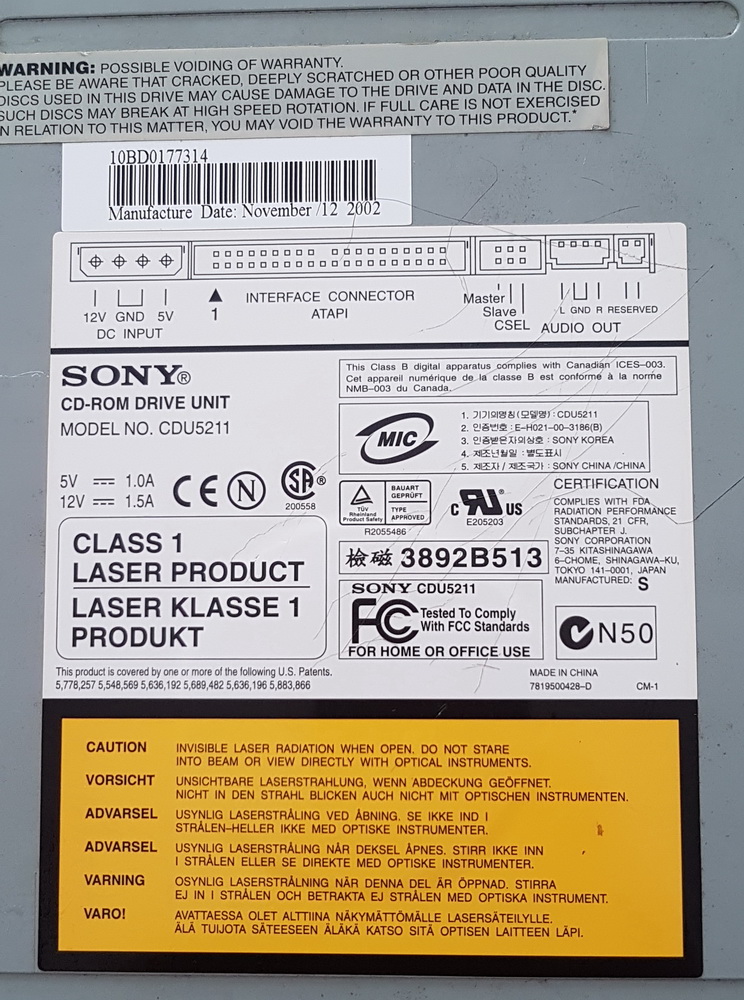 WARNING: POSSIBLE VOIDING OF WARRANTY.
PLEASE BE AWARE THAT CRACKED, DEEPLY SCRATCHED OR OTHER POOR QUALITY
DISCS USED IN THIS DRIVE MAY CAUSE DAMAGE TO THE DRIVE AND DATA IN THE DISC.
SUCH DISCS MAY BREAK AT HIGH SPEED ROTATION. IF FULL CARE IS NOT EXERCISED
IN RELATION TO THIS MATTER, YOU MAY VOID THE WARRANTY TO THIS PRODUCT.*
10BD0177314
Manufacture Date: November /12 2002
12V GND 5V
DC INPUT
1
INTERFACE CONNECTOR
ATAPI
Master
Slave
CSEL
L GND R RESERVED
AUDIO OUT
SONY®
CD-ROM DRIVE UNIT
MODEL NO. CDU5211
5V ⎓ 1.0A
12V ⎓ 1.5A
CE N SA®
200558
This Class B digital apparatus complies with Canadian ICES-003.
Cet appareil numérique de la classe B est conforme à la norme
NMB-003 du Canada.
MIC
1. 기기의명칭(모델명) : CDU5211
2. 인증번호 : E-H021-00-3186(B)
3. 인증받은자의상호 : SONY KOREA
4. 제조년월일 : 별도표시
5. 제조자 / 제조국가 : SONY CHINA /CHINA
TÜV
Rheinland
Product Safety
BAUART
GEPRÜFT
TYPE
APPROVED
R2055486
C RU US
E205203
CERTIFICATION
COMPLIES WITH FDA
RADIATION PERFORMANCE
STANDARDS, 21 CFR,
SUBCHAPTER J.
SONY CORPORATION
7-35 KITASHINAGAWA
6-CHOME, SHINAGAWA-KU,
TOKYO 141-0001, JAPAN
MANUFACTURED: S
CLASS 1
LASER PRODUCT
LASER KLASSE 1
PRODUKT
檢磁 3892B513
SONY CDU5211
FC Tested To Comply
With FCC Standards
FOR HOME OR OFFICE USE
N50
This product is covered by one or more of the following U.S. Patents.
5,778,257 5,548,569 5,636,192 5,689,482 5,636,196 5,883,866
MADE IN CHINA
7819500428-D CM-1
CAUTION INVISIBLE LASER RADIATION WHEN OPEN. DO NOT STARE
INTO BEAM OR VIEW DIRECTLY WITH OPTICAL INSTRUMENTS.
VORSICHT UNSICHTBARE LASERSTRAHLUNG, WENN ABDECKUNG GEÖFFNET.
NICHT IN DEN STRAHL BLICKEN AUCH NICHT MIT OPTISCHEN INSTRUMENTEN.
ADVARSEL USYNLIG LASERSTRÅLING VED ÅBNING. SE IKKE IND I
STRÅLEN-HELLER IKKE MED OPTISKE INSTRUMENTER.
ADVARSEL USYNLIG LASERSTRÅLING NÅR DEKSEL ÅPNES. STIRR IKKE INN
I STRÅLEN ELLER SE DIREKTE MED OPTISKE INSTRUMENTER.
VARNING OSYNLIG LASERSTRÅLNING NÄR DENNA DEL ÄR ÖPPNAD. STIRRA
EJ IN I STRÅLEN OCH BETRAKTA EJ STRÅLEN MED OPTISKA INSTRUMENT.
VARO! AVATTAESSA OLET ALTTIINA NÄKYMÄTTÖMÄLLE LASERSÄTEILYLLE.
ÄLÄ TUIJOTA SÄTEESEEN ÄLÄKÄ KATSO SITÄ OPTISEN LAITTEEN LÄPI.